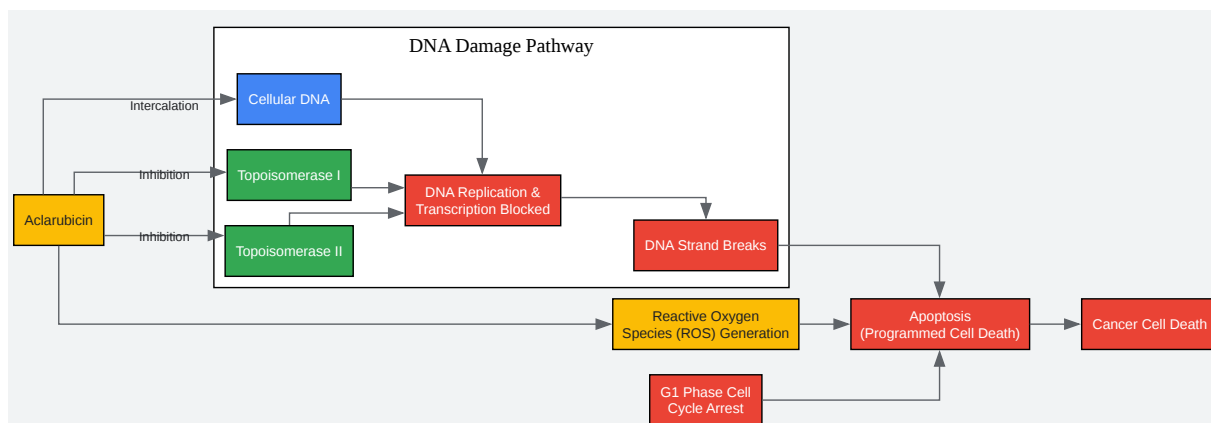 DNA Damage Pathway
Cellular DNA
Intercalation
Topoisomerase I
Inhibition
DNA Replication &
Transcription Blocked
Aclarubicin
Inhibition
Topoisomerase II
DNA Strand Breaks
Reactive Oxygen
Species (ROS) Generation
Apoptosis
(Programmed Cell Death)
Cancer Cell Death
G1 Phase Cell
Cycle Arrest